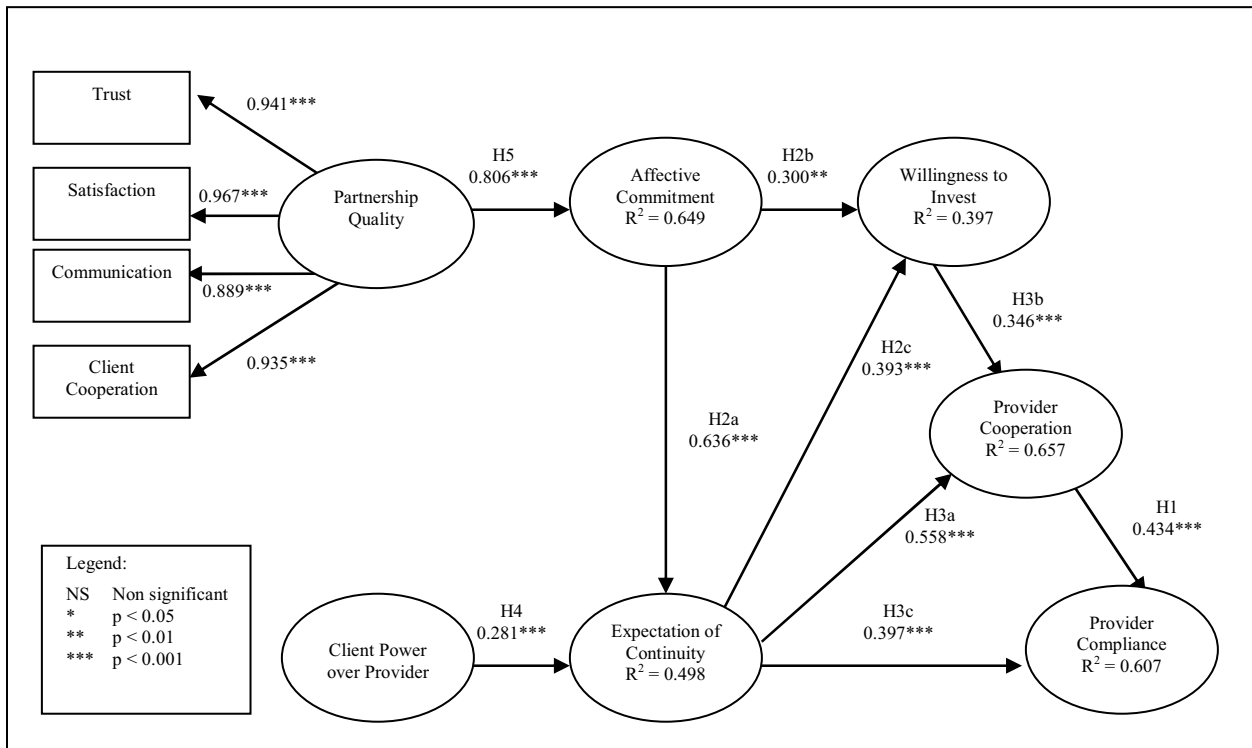 Trust
0.941***
Satisfaction
0.967***
Communication
0.889***
Client
Cooperation
0.935***
Partnership
Quality
H5
0.806***
Affective
Commitment
R² = 0.649
H2b
0.300**
Willingness to
Invest
R² = 0.397
H3b
0.346***
H2c
0.393***
H2a
0.636***
Provider
Cooperation
R² = 0.657
H3a
0.558***
H1
0.434***
Legend:
NS Non significant
* p < 0.05
** p < 0.01
*** p < 0.001
Client Power
over Provider
H4
0.281***
Expectation of
Continuity
R² = 0.498
H3c
0.397***
Provider
Compliance
R² = 0.607